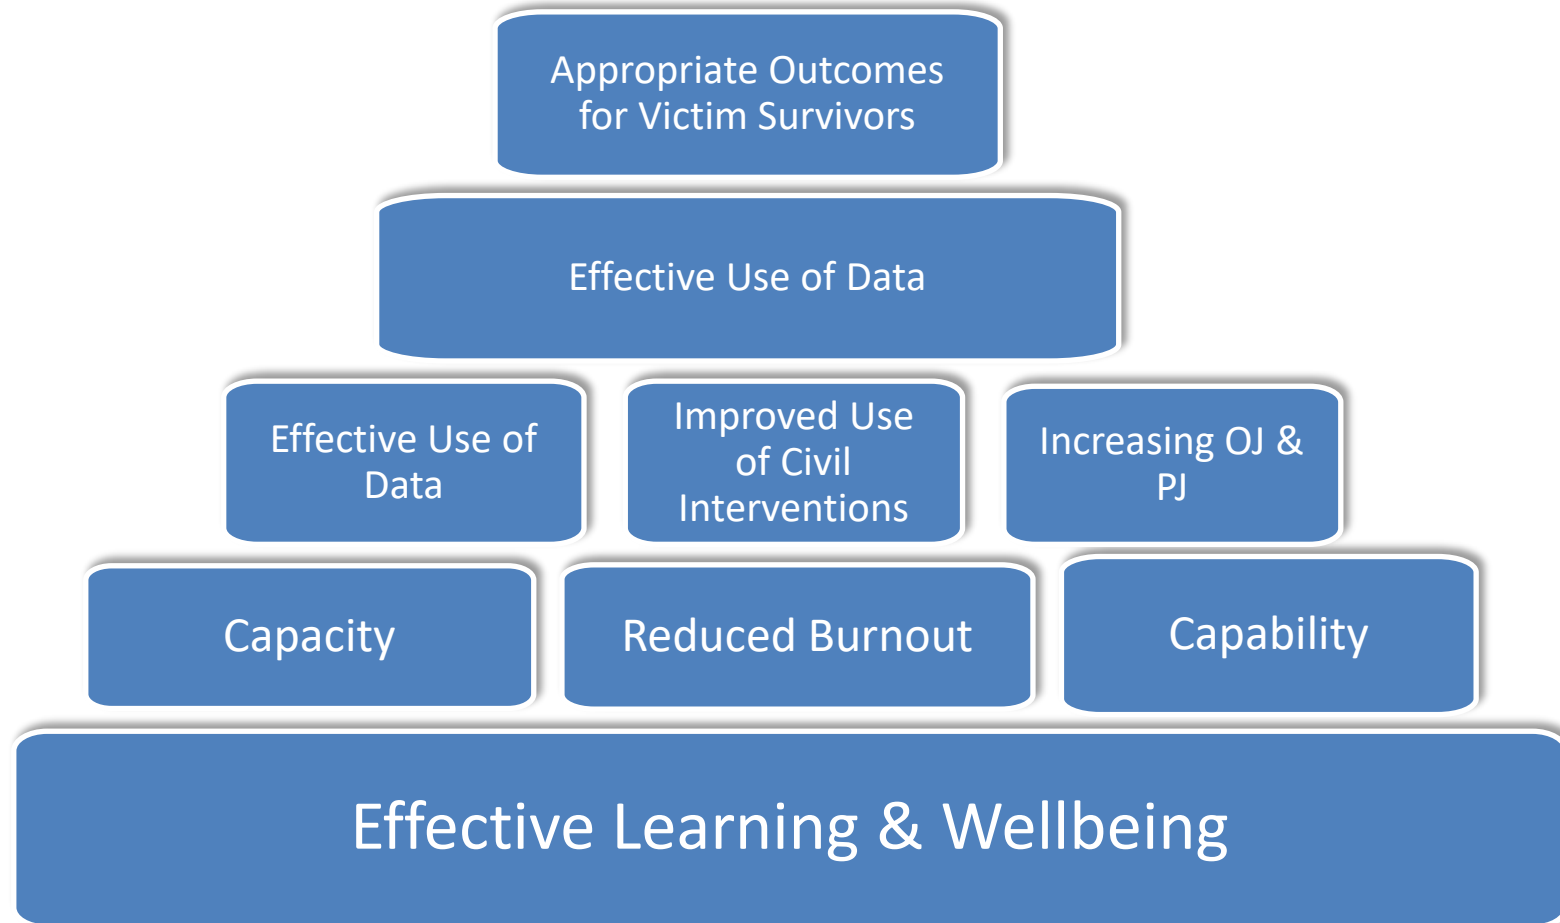 Appropriate Outcomes
for Victim Survivors
Effective Use of Data
Effective Use of
Data
Improved Use
of Civil
Interventions
Increasing OJ &
PJ
Capacity
Reduced Burnout
Capability
Effective Learning & Wellbeing